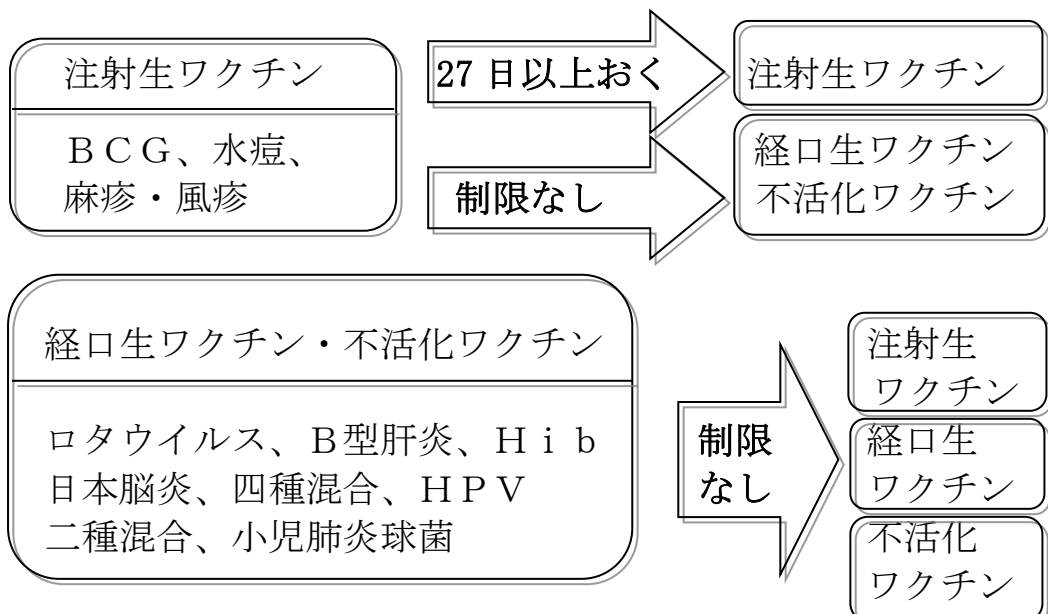 注射生ワクチン
ＢＣＧ、水痘、
麻疹・風疹
27 日以上おく
制限なし
注射生ワクチン
経口生ワクチン
不活化ワクチン
経口生ワクチン・不活化ワクチン
ロタウイルス、Ｂ型肝炎、Ｈｉｂ
日本脳炎、四種混合、ＨＰＶ
二種混合、小児肺炎球菌
制限
なし
注射生
ワクチン
経口生
ワクチン
不活化
ワクチン